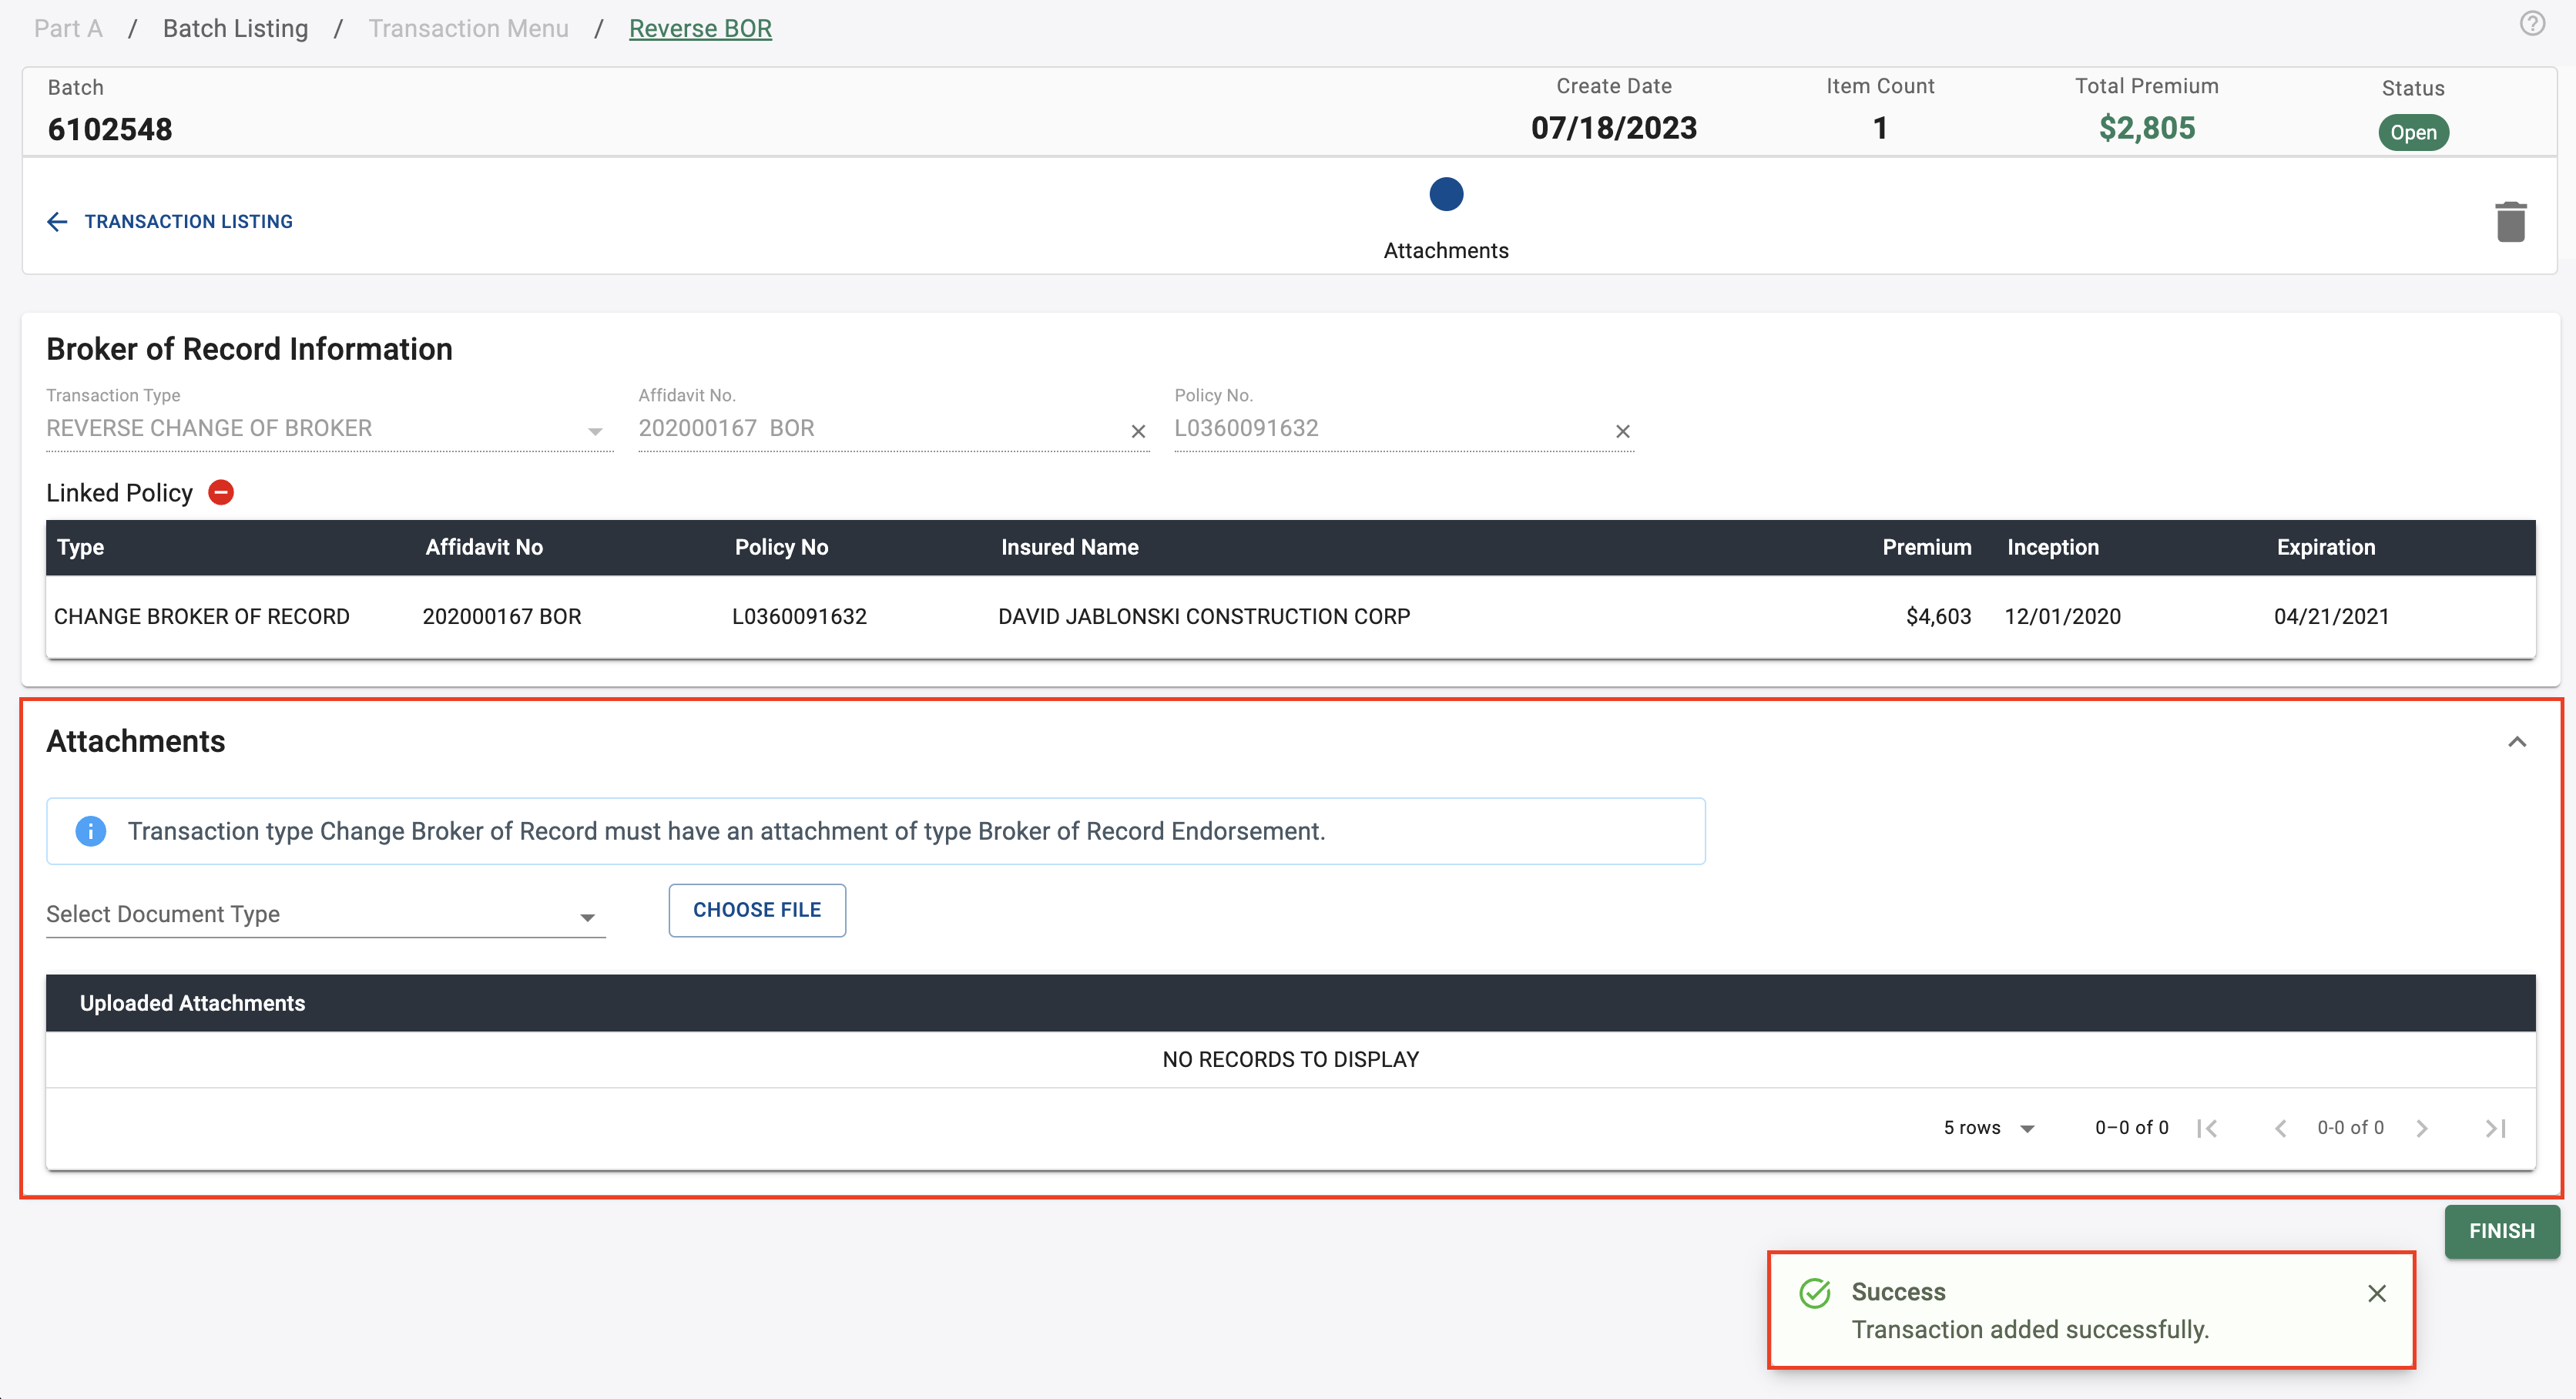 Part A / Batch Listing / Transaction Menu / Reverse BOR
Batch Create Date Item Count Total Premium Status
6102548 07/18/2023 1 $2,805 Open
TRANSACTION LISTING
Attachments
Broker of Record Information
Transaction Type Affidavit No. Policy No.
REVERSE CHANGE OF BROKER 202000167 BOR L0360091632
Linked Policy
Type Affidavit No Policy No Insured Name Premium Inception Expiration
CHANGE BROKER OF RECORD 202000167 BOR L0360091632 DAVID JABLONSKI CONSTRUCTION CORP $4,603 12/01/2020 04/21/2021
Attachments
Transaction type Change Broker of Record must have an attachment of type Broker of Record Endorsement.
Select Document Type CHOOSE FILE
Uploaded Attachments
NO RECORDS TO DISPLAY
5 rows 0–0 of 0 0-0 of 0
FINISH
Success
Transaction added successfully.